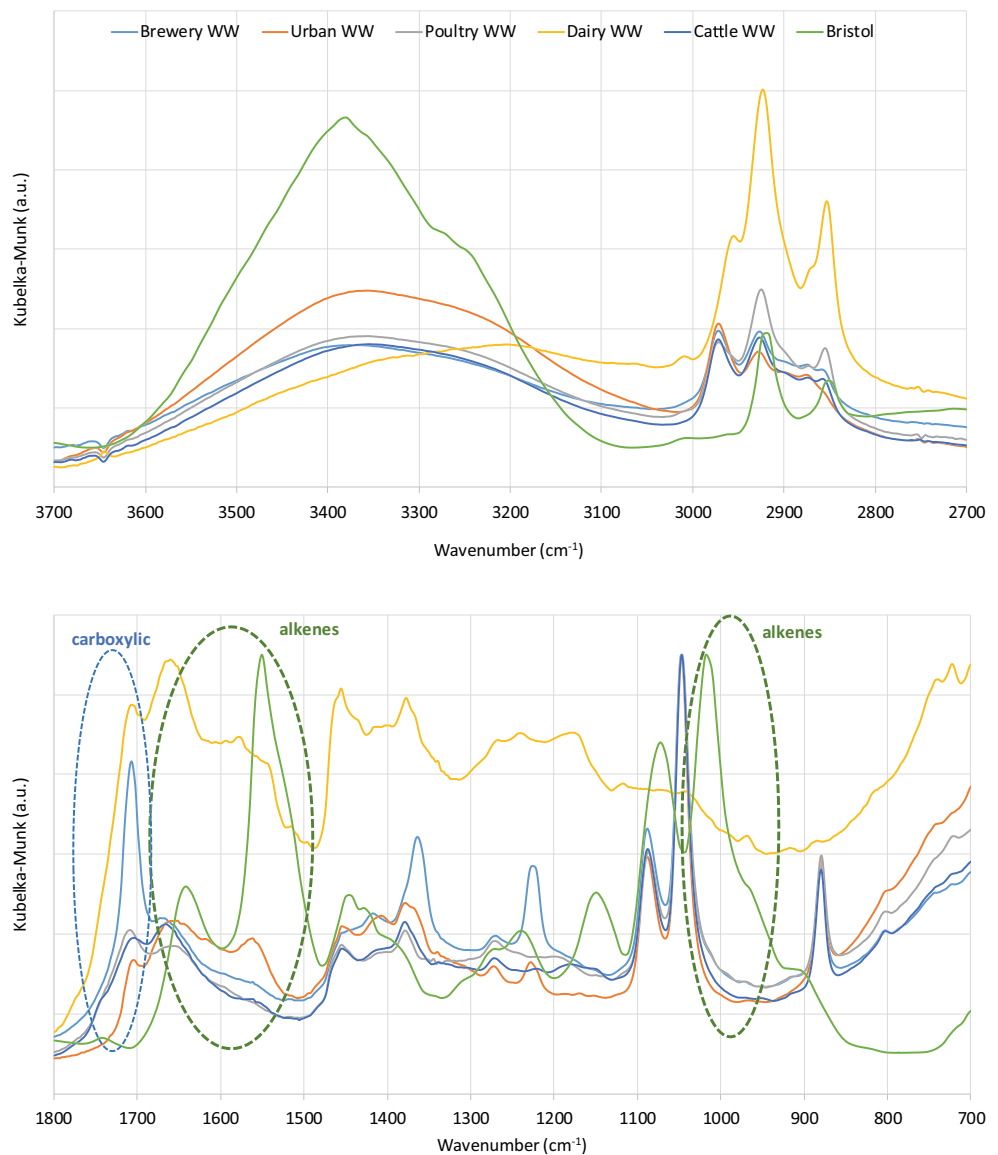 Brewery WW Urban WW Poultry WW Dairy WW Cattle WW Bristol
Kubelka-Munk (a.u.)
3700 3600 3500 3400 3300 3200 3100 3000 2900 2800 2700
Wavenumber (cm⁻¹)
carboxylic alkenes alkenes
Kubelka-Munk (a.u.)
1800 1700 1600 1500 1400 1300 1200 1100 1000 900 800 700
Wavenumber (cm⁻¹)